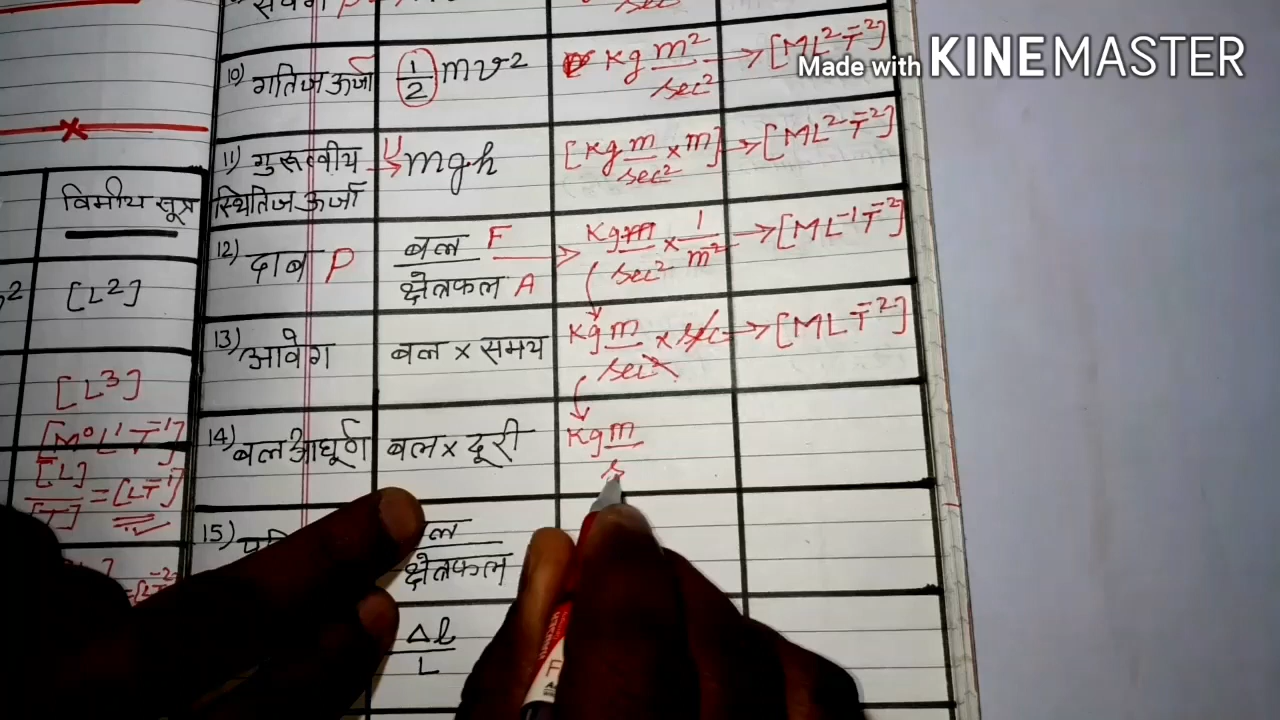 Made with KINEMASTER
विमीय सूत्र
[L²]
[L³]
[M⁰L¹T⁻¹]
[L]/[T] = [LT⁻¹]
10) गतिज ऊर्जा 1/2 mv² Kg m²/sec² → [ML²T⁻²]
11) गुरुत्वीय स्थितिज ऊर्जा U → mgh [Kg m/sec² × m] → [ML²T⁻²]
12) दाब P बल F/क्षेत्रफल A → Kg m/sec² × 1/m² → [ML⁻¹T⁻²]
13) आवेग बल × समय Kg m/sec² × sec → [MLT⁻²]
14) बल आघूर्ण बल × दूरी Kg m/s
15)
क्षेत्रफल
Δl/L